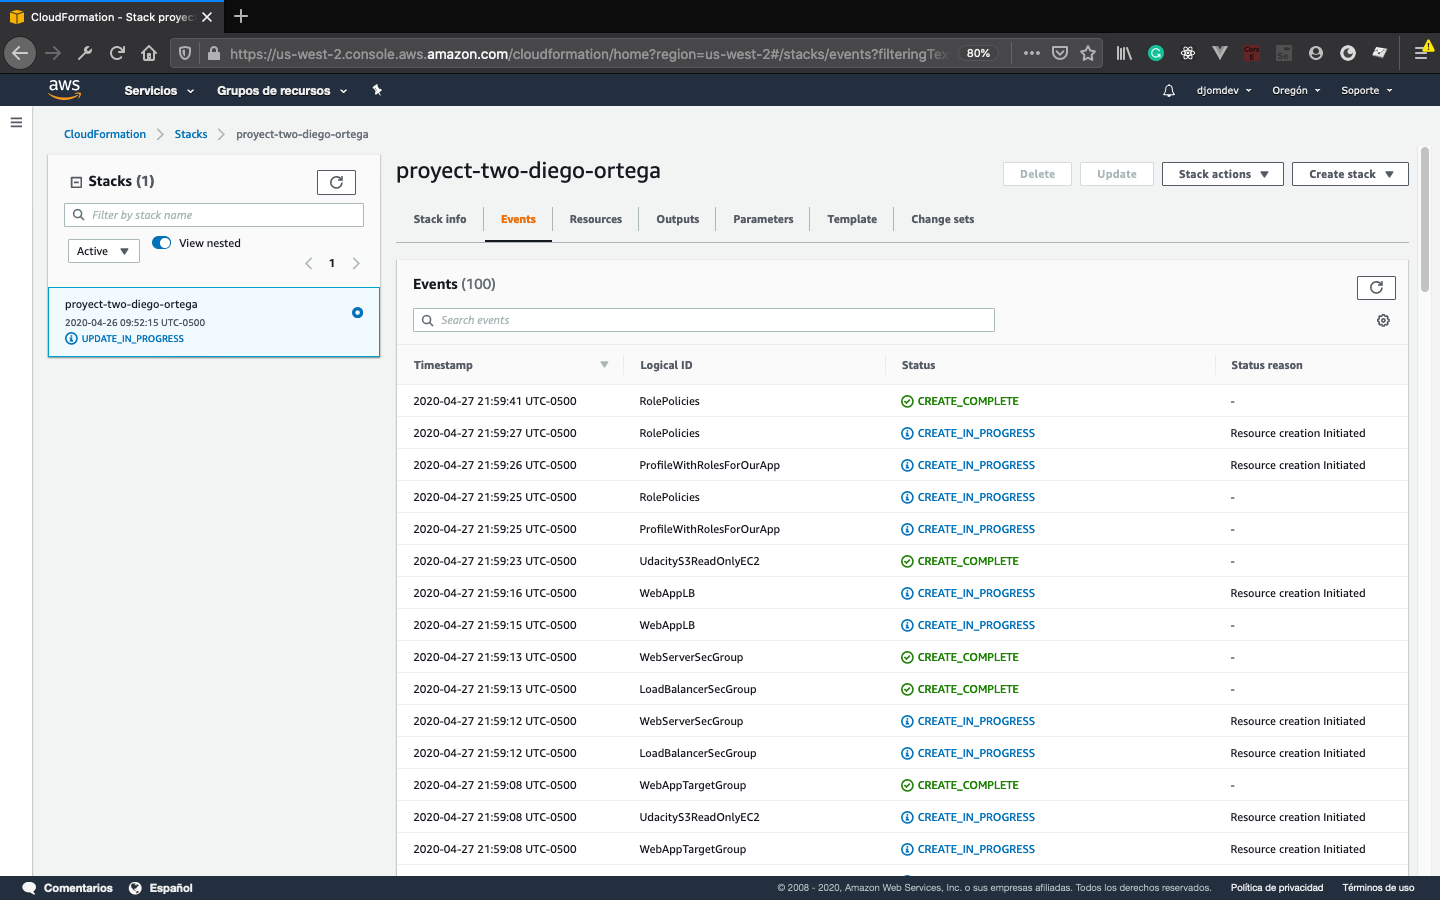 CloudFormation - Stack proyec
https://us-west-2.console.aws.amazon.com/cloudformation/home?region=us-west-2#/stacks/events?filteringTex
80%
aws
Servicios
Grupos de recursos
djomdev
Oregón
Soporte
CloudFormation
Stacks
proyect-two-diego-ortega
Stacks (1)
Filter by stack name
Active
View nested
1
proyect-two-diego-ortega
2020-04-26 09:52:15 UTC-0500
UPDATE_IN_PROGRESS
proyect-two-diego-ortega
Delete
Update
Stack actions
Create stack
Stack info
Events
Resources
Outputs
Parameters
Template
Change sets
Events (100)
Search events
Timestamp Logical ID Status Status reason
2020-04-27 21:59:41 UTC-0500 RolePolicies CREATE_COMPLETE -
2020-04-27 21:59:27 UTC-0500 RolePolicies CREATE_IN_PROGRESS Resource creation Initiated
2020-04-27 21:59:26 UTC-0500 ProfileWithRolesForOurApp CREATE_IN_PROGRESS Resource creation Initiated
2020-04-27 21:59:25 UTC-0500 RolePolicies CREATE_IN_PROGRESS -
2020-04-27 21:59:25 UTC-0500 ProfileWithRolesForOurApp CREATE_IN_PROGRESS -
2020-04-27 21:59:23 UTC-0500 UdacityS3ReadOnlyEC2 CREATE_COMPLETE -
2020-04-27 21:59:16 UTC-0500 WebAppLB CREATE_IN_PROGRESS Resource creation Initiated
2020-04-27 21:59:15 UTC-0500 WebAppLB CREATE_IN_PROGRESS -
2020-04-27 21:59:13 UTC-0500 WebServerSecGroup CREATE_COMPLETE -
2020-04-27 21:59:13 UTC-0500 LoadBalancerSecGroup CREATE_COMPLETE -
2020-04-27 21:59:12 UTC-0500 WebServerSecGroup CREATE_IN_PROGRESS Resource creation Initiated
2020-04-27 21:59:12 UTC-0500 LoadBalancerSecGroup CREATE_IN_PROGRESS Resource creation Initiated
2020-04-27 21:59:08 UTC-0500 WebAppTargetGroup CREATE_COMPLETE -
2020-04-27 21:59:08 UTC-0500 UdacityS3ReadOnlyEC2 CREATE_IN_PROGRESS Resource creation Initiated
2020-04-27 21:59:08 UTC-0500 WebAppTargetGroup CREATE_IN_PROGRESS Resource creation Initiated
Comentarios
Español
© 2008 - 2020, Amazon Web Services, Inc. o sus empresas afiliadas. Todos los derechos reservados.
Política de privacidad
Términos de uso